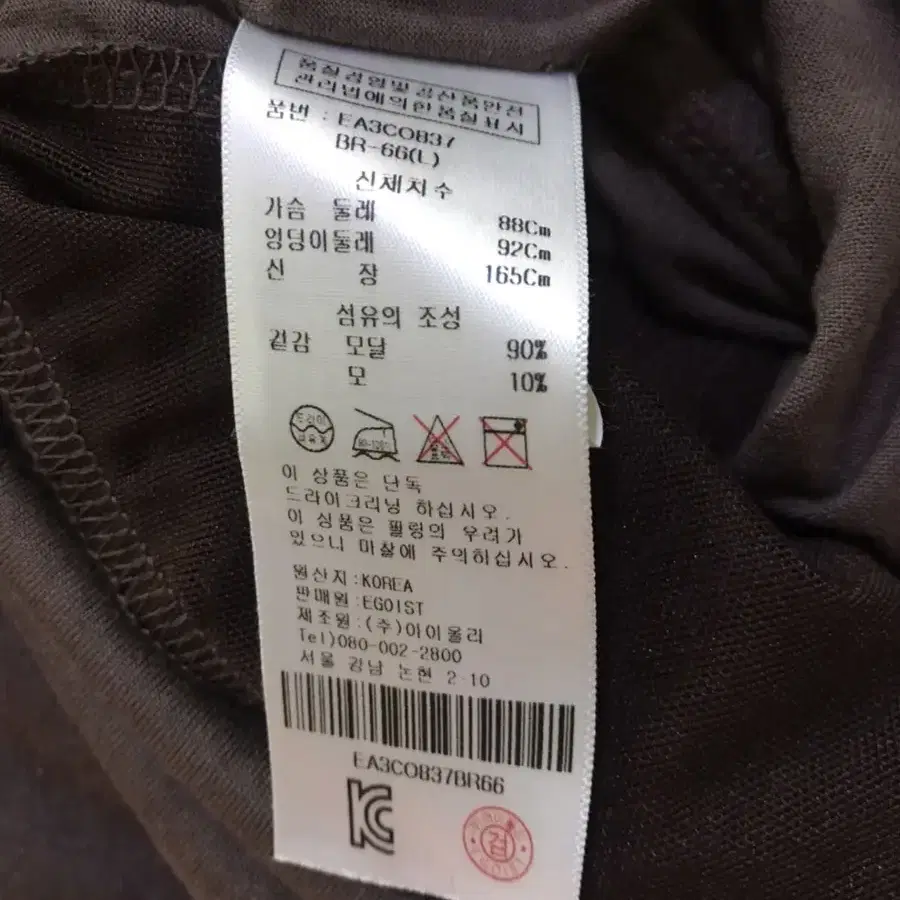 품질경영및공산품안전
관리법에의한품질표시
품번 : EA3CO837
BR-66(L)
신체치수
가슴 둘레 88Cm
엉덩이둘레 92Cm
신 장 165Cm
섬유의 조성
겉감 모달 90%
모 10%
드라이
80-120℃
이 상품은 단독
드라이크리닝 하십시오.
이 상품은 필링의 우려가
있으니 마찰에 주의하십시오.
원산지:KOREA
판매원:EGOIST
제조원:(주)아이올리
Tel)080-002-2800
서울 강남 논현 2-10
EA3CO837BR66
KC
검